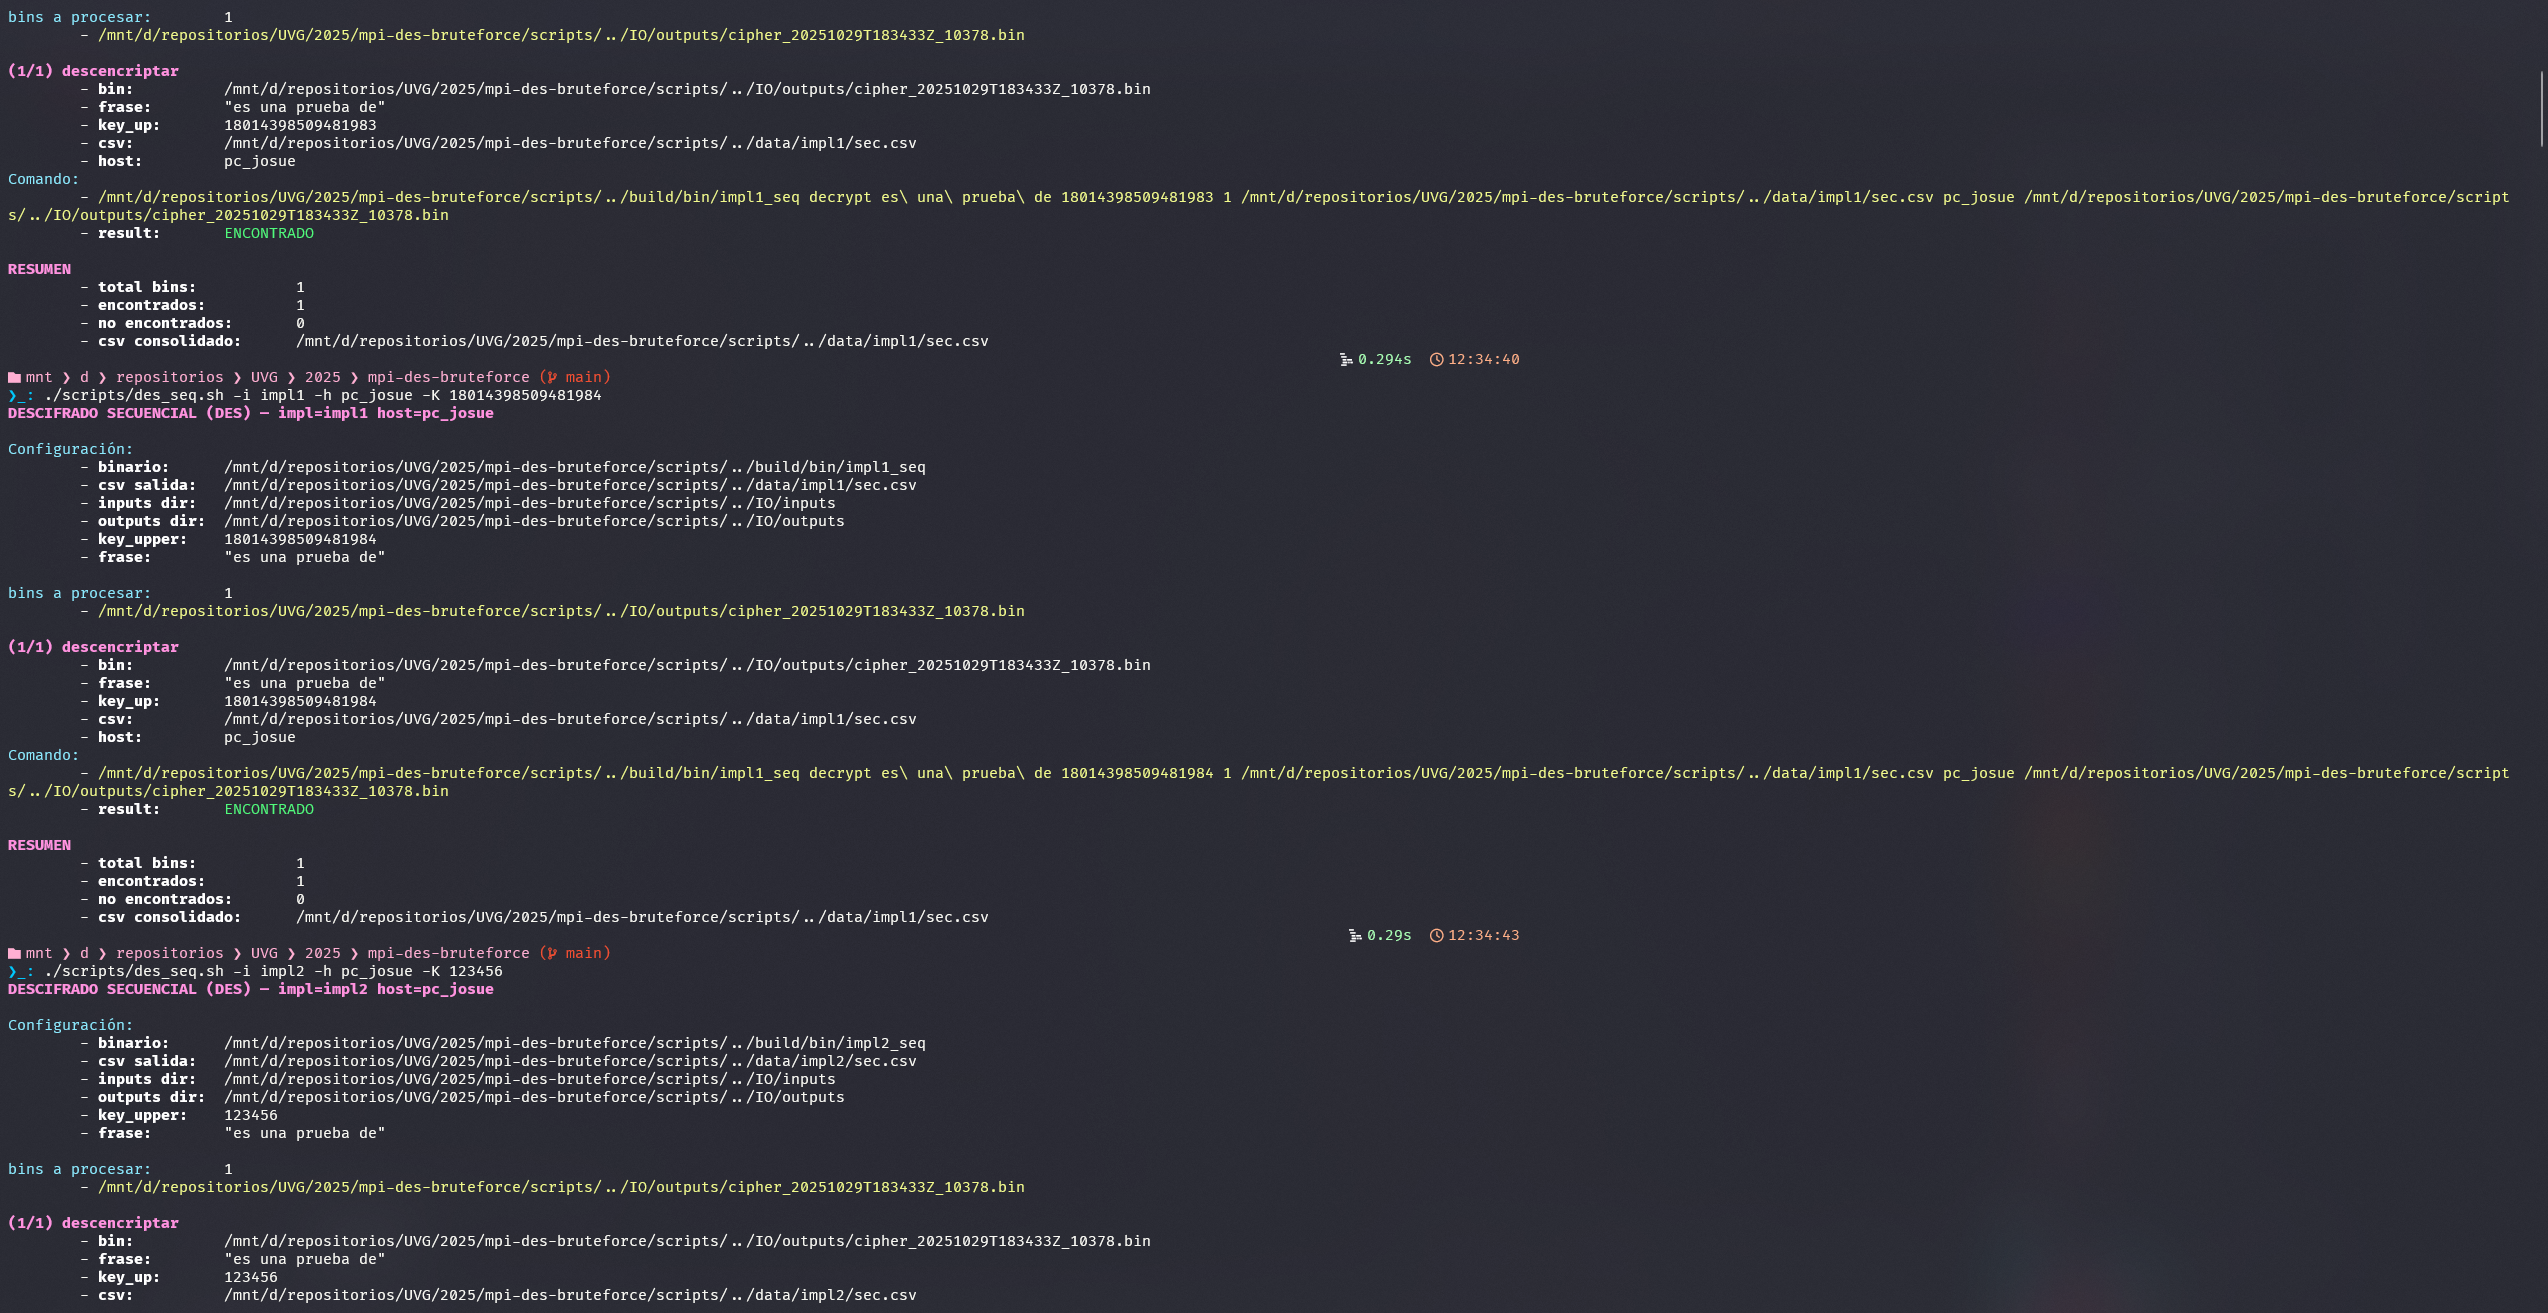 bins a procesar: 1
- /mnt/d/repositorios/UVG/2025/mpi-des-bruteforce/scripts/../IO/outputs/cipher_20251029T183433Z_10378.bin
(1/1) descencriptar
- bin: /mnt/d/repositorios/UVG/2025/mpi-des-bruteforce/scripts/../IO/outputs/cipher_20251029T183433Z_10378.bin
- frase: "es una prueba de"
- key_up: 18014398509481983
- csv: /mnt/d/repositorios/UVG/2025/mpi-des-bruteforce/scripts/../data/impl1/sec.csv
- host: pc_josue
Comando:
- /mnt/d/repositorios/UVG/2025/mpi-des-bruteforce/scripts/../build/bin/impl1_seq decrypt es\ una\ prueba\ de 18014398509481983 1 /mnt/d/repositorios/UVG/2025/mpi-des-bruteforce/scripts/../data/impl1/sec.csv pc_josue /mnt/d/repositorios/UVG/2025/mpi-des-bruteforce/script
s/../IO/outputs/cipher_20251029T183433Z_10378.bin
- result: ENCONTRADO
RESUMEN
- total bins: 1
- encontrados: 1
- no encontrados: 0
- csv consolidado: /mnt/d/repositorios/UVG/2025/mpi-des-bruteforce/scripts/../data/impl1/sec.csv
0.294s 12:34:40
mnt ❯ d ❯ repositorios ❯ UVG ❯ 2025 ❯ mpi-des-bruteforce ( main)
❯_: ./scripts/des_seq.sh -i impl1 -h pc_josue -K 18014398509481984
DESCIFRADO SECUENCIAL (DES) — impl=impl1 host=pc_josue
Configuración:
- binario: /mnt/d/repositorios/UVG/2025/mpi-des-bruteforce/scripts/../build/bin/impl1_seq
- csv salida: /mnt/d/repositorios/UVG/2025/mpi-des-bruteforce/scripts/../data/impl1/sec.csv
- inputs dir: /mnt/d/repositorios/UVG/2025/mpi-des-bruteforce/scripts/../IO/inputs
- outputs dir: /mnt/d/repositorios/UVG/2025/mpi-des-bruteforce/scripts/../IO/outputs
- key_upper: 18014398509481984
- frase: "es una prueba de"
bins a procesar: 1
- /mnt/d/repositorios/UVG/2025/mpi-des-bruteforce/scripts/../IO/outputs/cipher_20251029T183433Z_10378.bin
(1/1) descencriptar
- bin: /mnt/d/repositorios/UVG/2025/mpi-des-bruteforce/scripts/../IO/outputs/cipher_20251029T183433Z_10378.bin
- frase: "es una prueba de"
- key_up: 18014398509481984
- csv: /mnt/d/repositorios/UVG/2025/mpi-des-bruteforce/scripts/../data/impl1/sec.csv
- host: pc_josue
Comando:
- /mnt/d/repositorios/UVG/2025/mpi-des-bruteforce/scripts/../build/bin/impl1_seq decrypt es\ una\ prueba\ de 18014398509481984 1 /mnt/d/repositorios/UVG/2025/mpi-des-bruteforce/scripts/../data/impl1/sec.csv pc_josue /mnt/d/repositorios/UVG/2025/mpi-des-bruteforce/script
s/../IO/outputs/cipher_20251029T183433Z_10378.bin
- result: ENCONTRADO
RESUMEN
- total bins: 1
- encontrados: 1
- no encontrados: 0
- csv consolidado: /mnt/d/repositorios/UVG/2025/mpi-des-bruteforce/scripts/../data/impl1/sec.csv
0.29s 12:34:43
mnt ❯ d ❯ repositorios ❯ UVG ❯ 2025 ❯ mpi-des-bruteforce ( main)
❯_: ./scripts/des_seq.sh -i impl2 -h pc_josue -K 123456
DESCIFRADO SECUENCIAL (DES) — impl=impl2 host=pc_josue
Configuración:
- binario: /mnt/d/repositorios/UVG/2025/mpi-des-bruteforce/scripts/../build/bin/impl2_seq
- csv salida: /mnt/d/repositorios/UVG/2025/mpi-des-bruteforce/scripts/../data/impl2/sec.csv
- inputs dir: /mnt/d/repositorios/UVG/2025/mpi-des-bruteforce/scripts/../IO/inputs
- outputs dir: /mnt/d/repositorios/UVG/2025/mpi-des-bruteforce/scripts/../IO/outputs
- key_upper: 123456
- frase: "es una prueba de"
bins a procesar: 1
- /mnt/d/repositorios/UVG/2025/mpi-des-bruteforce/scripts/../IO/outputs/cipher_20251029T183433Z_10378.bin
(1/1) descencriptar
- bin: /mnt/d/repositorios/UVG/2025/mpi-des-bruteforce/scripts/../IO/outputs/cipher_20251029T183433Z_10378.bin
- frase: "es una prueba de"
- key_up: 123456
- csv: /mnt/d/repositorios/UVG/2025/mpi-des-bruteforce/scripts/../data/impl2/sec.csv